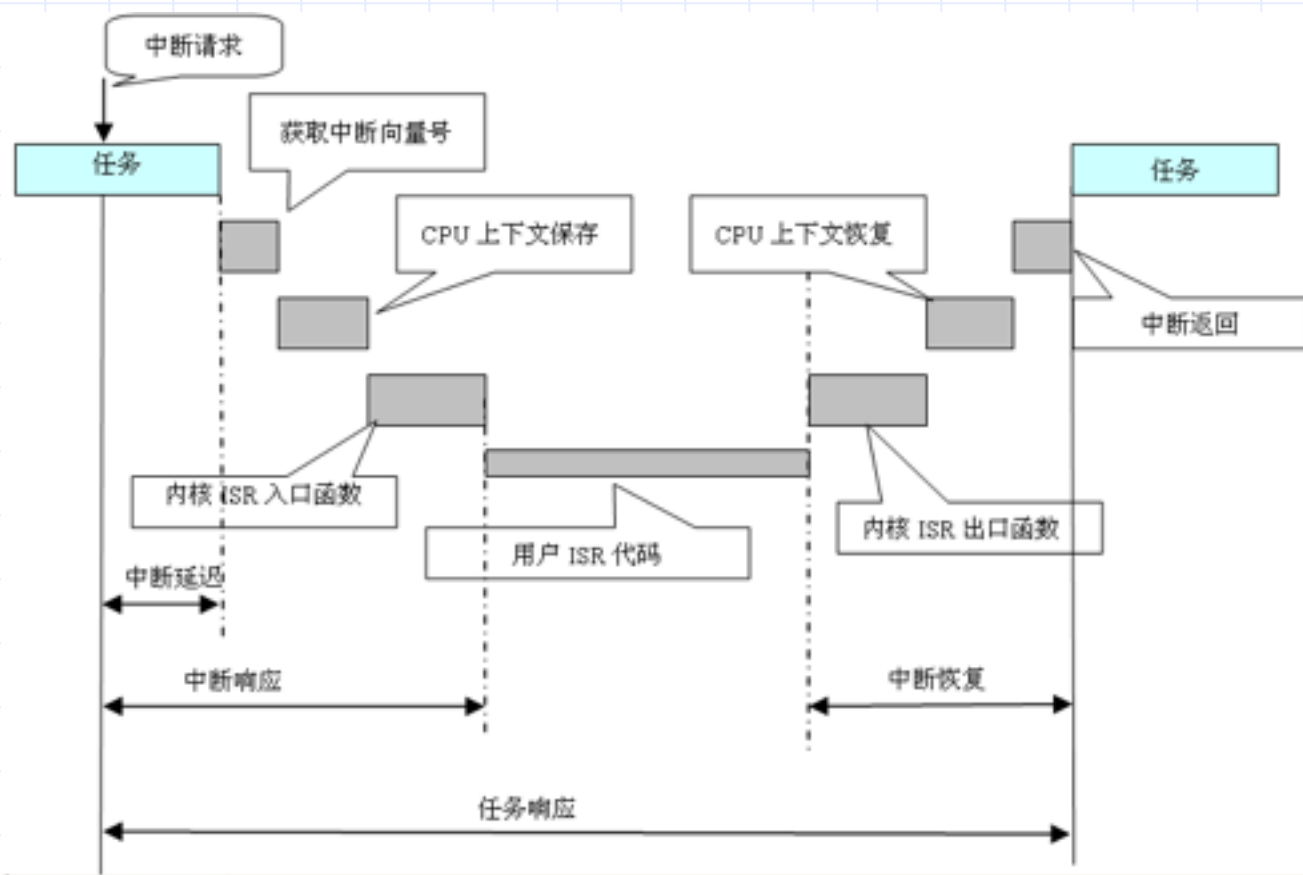 中断请求
获取中断向量号
任务
任务
CPU 上下文保存
CPU 上下文恢复
中断返回
内核 ISR 入口函数
用户 ISR 代码
内核 ISR 出口函数
中断延迟
中断响应
中断恢复
任务响应